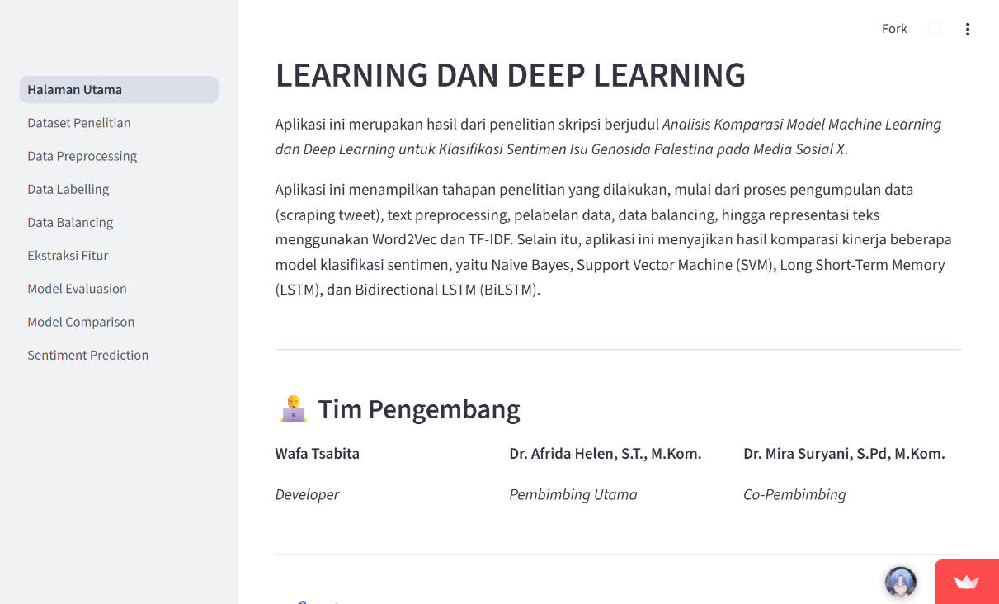 Fork
Halaman Utama
Dataset Penelitian
Data Preprocessing
Data Labelling
Data Balancing
Ekstraksi Fitur
Model Evaluasion
Model Comparison
Sentiment Prediction
LEARNING DAN DEEP LEARNING
Aplikasi ini merupakan hasil dari penelitian skripsi berjudul Analisis Komparasi Model Machine Learning
dan Deep Learning untuk Klasifikasi Sentimen Isu Genosida Palestina pada Media Sosial X.
Aplikasi ini menampilkan tahapan penelitian yang dilakukan, mulai dari proses pengumpulan data
(scraping tweet), text preprocessing, pelabelan data, data balancing, hingga representasi teks
menggunakan Word2Vec dan TF-IDF. Selain itu, aplikasi ini menyajikan hasil komparasi kinerja beberapa
model klasifikasi sentimen, yaitu Naive Bayes, Support Vector Machine (SVM), Long Short-Term Memory
(LSTM), dan Bidirectional LSTM (BiLSTM).
Tim Pengembang
Wafa Tsabita
Developer
Dr. Afrida Helen, S.T., M.Kom.
Pembimbing Utama
Dr. Mira Suryani, S.Pd, M.Kom.
Co-Pembimbing